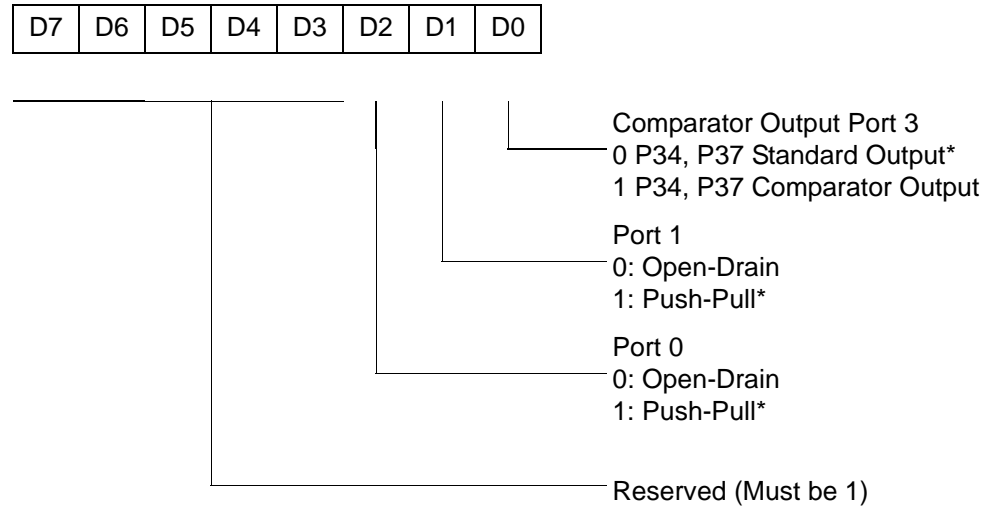 D7 D6 D5 D4 D3 D2 D1 D0
Comparator Output Port 3
0 P34, P37 Standard Output*
1 P34, P37 Comparator Output
Port 1
0: Open-Drain
1: Push-Pull*
Port 0
0: Open-Drain
1: Push-Pull*
Reserved (Must be 1)